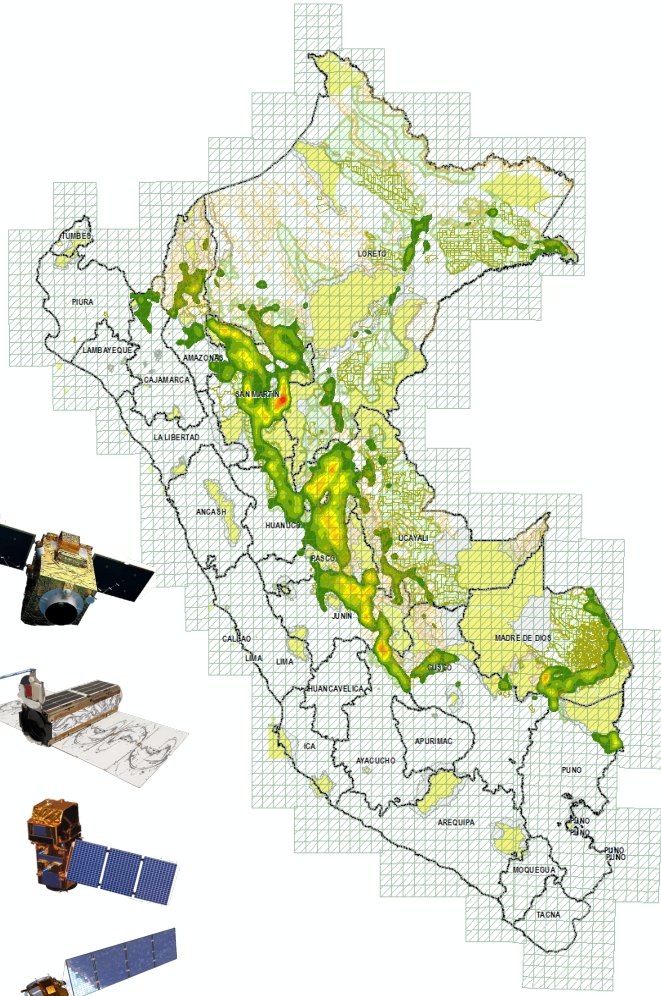 TUMBES
LORETO
PIURA
LAMBAYEQUE
AMAZONAS
CAJAMARCA
SAN MARTIN
LA LIBERTAD
ANCASH
HUANUCO
UCAYALI
PASCO
JUNIN
MADRE DE DIOS
CALLAO
LIMA
LIMA
CUSCO
HUANCAVELICA
ICA
APURIMAC
AYACUCHO
PUNO
AREQUIPA
PUNO
PUNO
PUNO
PUNO
MOQUEGUA
TACNA